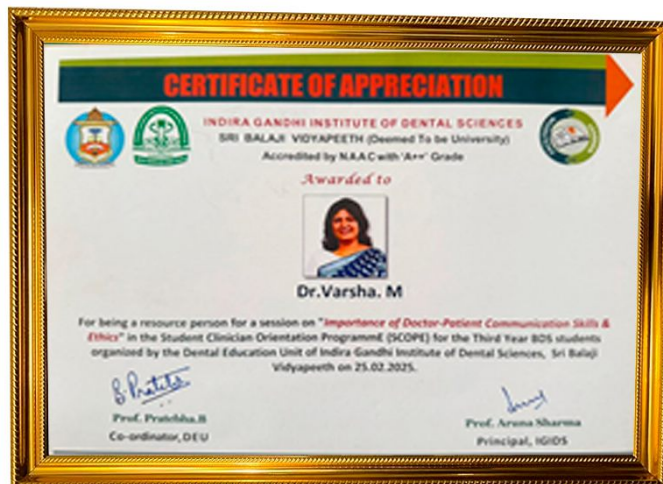 CERTIFICATE OF APPRECIATION
INDIRA GANDHI INSTITUTE OF DENTAL SCIENCES
SRI BALAJI VIDYAPEETH (Deemed To be University)
Accredited by NAAC with 'A++' Grade
Awarded to
Dr.Varsha. M
For being a resource person for a session on "Importance of Doctor-Patient Communication Skills &
Ethics" in the Student Clinician Orientation ProgrammE (SCOPE) for the Third Year BDS students
organized by the Dental Education Unit of Indira Gandhi Institute of Dental Sciences, Sri Balaji
Vidyapeeth on 25.02.2025.
B. Pratebha
Prof. Pratebha.B
Co-ordinator, DEU
Prof. Aruna Sharma
Principal, IGIDS